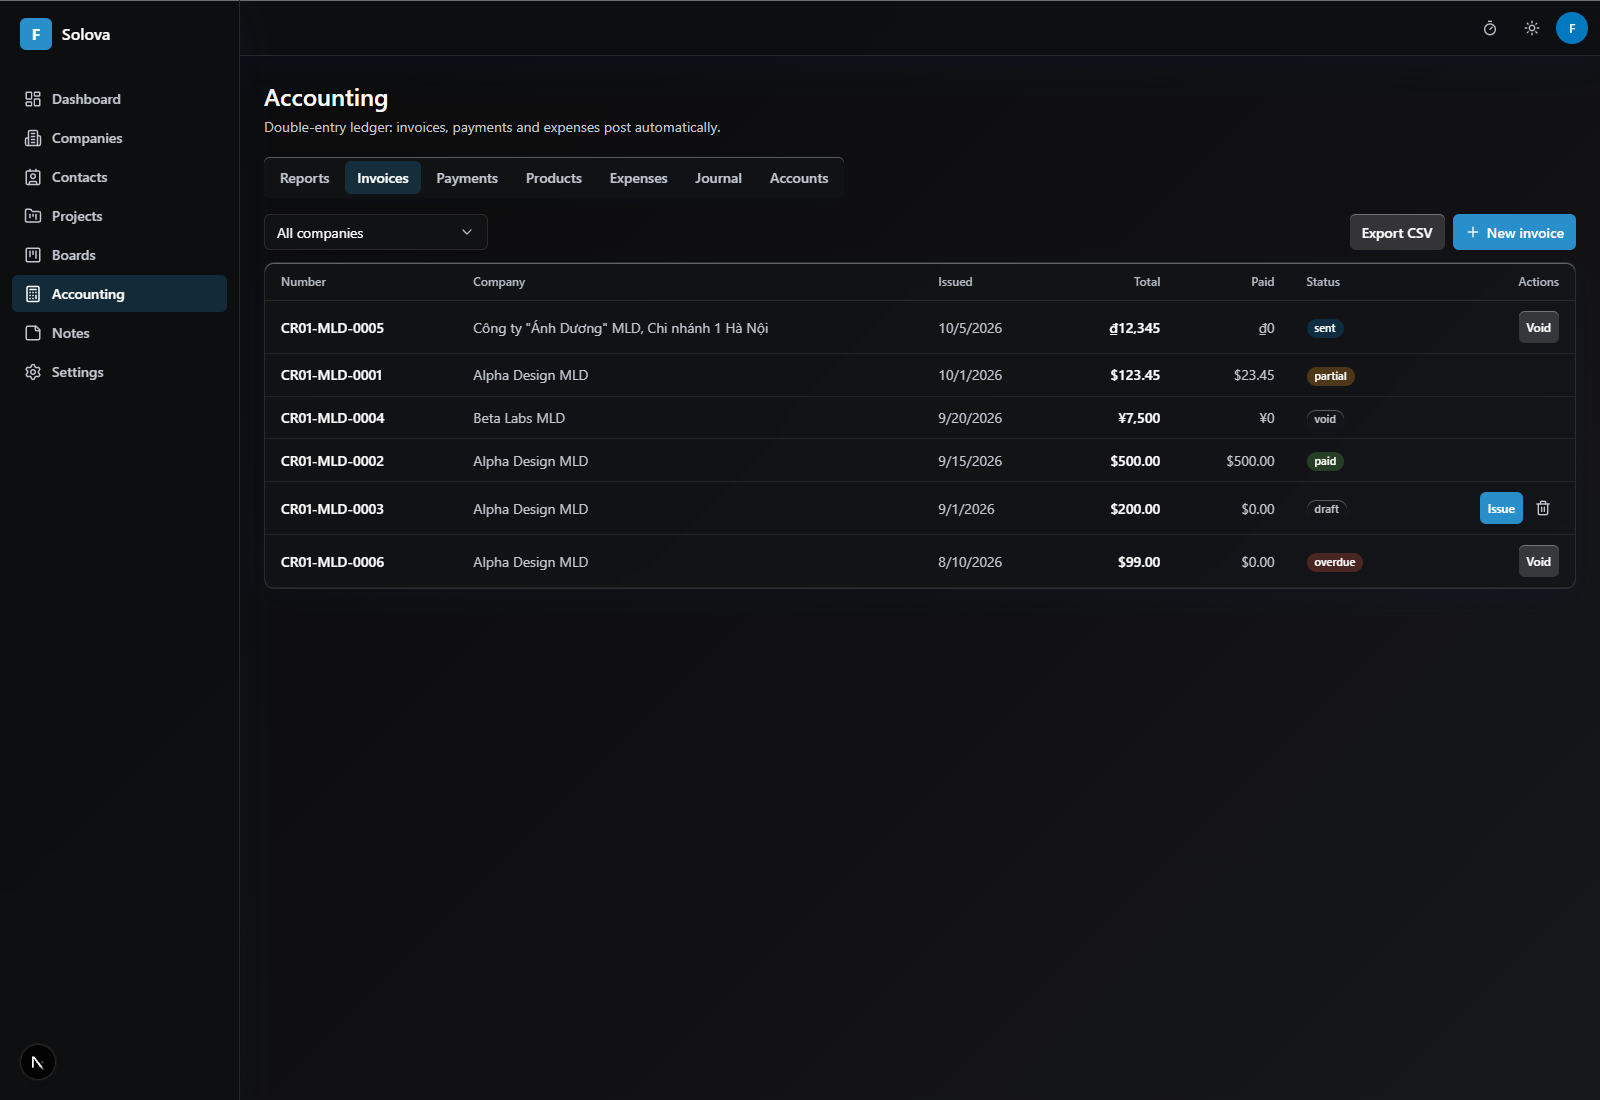 F Solova
F
Dashboard
Companies
Contacts
Projects
Boards
Accounting
Notes
Settings
N
Accounting
Double-entry ledger: invoices, payments and expenses post automatically.
Reports Invoices Payments Products Expenses Journal Accounts
All companies Export CSV + New invoice
Number Company Issued Total Paid Status Actions
CR01-MLD-0005 Công ty "Ánh Dương" MLD, Chi nhánh 1 Hà Nội 10/5/2026 ₫12,345 ₫0 sent Void
CR01-MLD-0001 Alpha Design MLD 10/1/2026 $123.45 $23.45 partial
CR01-MLD-0004 Beta Labs MLD 9/20/2026 ¥7,500 ¥0 void
CR01-MLD-0002 Alpha Design MLD 9/15/2026 $500.00 $500.00 paid
CR01-MLD-0003 Alpha Design MLD 9/1/2026 $200.00 $0.00 draft Issue
CR01-MLD-0006 Alpha Design MLD 8/10/2026 $99.00 $0.00 overdue Void